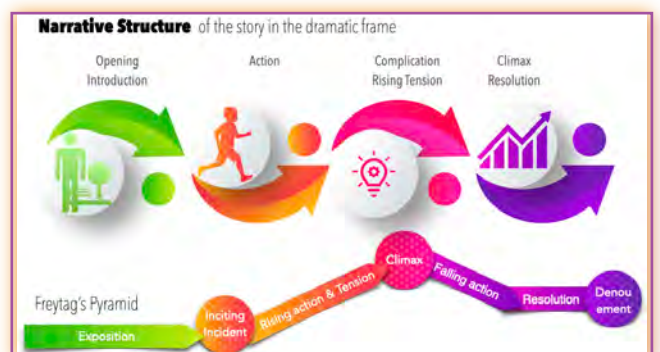 Narrative Structure of the story in the dramatic frame
Opening
Introduction
Action
Complication
Rising Tension
Climax
Resolution
Freytag's Pyramid
Exposition
Inciting
Incident
Rising action & Tension
Climax
Falling action
Resolution
Denou
ement